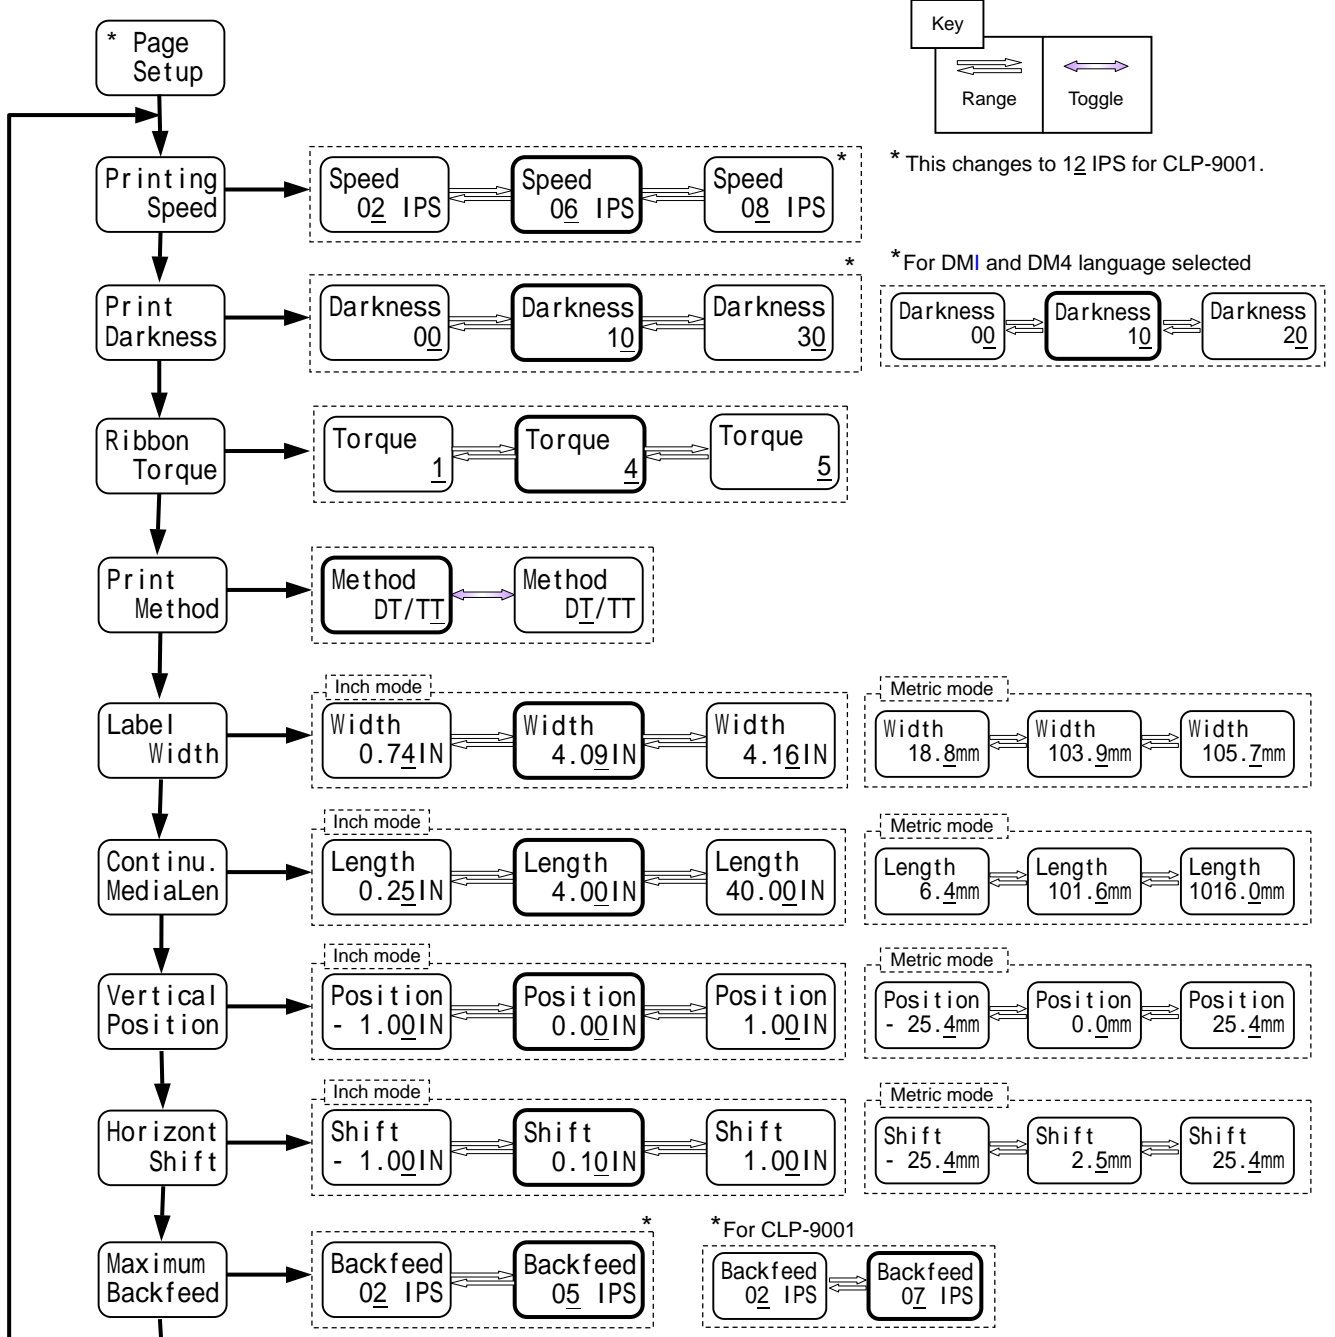 * Page
Setup
Key
Range
Toggle
* This changes to 12 IPS for CLP-9001.
Printing
Speed
Speed
02 IPS
Speed
06 IPS
Speed
08 IPS
*
Print
Darkness
Darkness
00
Darkness
10
Darkness
30
*
*For DMI and DM4 language selected
Darkness
00
Darkness
10
Darkness
20
Ribbon
Torque
Torque
1
Torque
4
Torque
5
Print
Method
Method
DT/TT
Method
DT/TT
Label
Width
Inch mode
Width
0.74IN
Width
4.09IN
Width
4.16IN
Metric mode
Width
18.8mm
Width
103.9mm
Width
105.7mm
Continu.
MediaLen
Inch mode
Length
0.25IN
Length
4.00IN
Length
40.00IN
Metric mode
Length
6.4mm
Length
101.6mm
Length
1016.0mm
Vertical
Position
Inch mode
Position
- 1.00IN
Position
0.00IN
Position
1.00IN
Metric mode
Position
- 25.4mm
Position
0.0mm
Position
25.4mm
Horizont
Shift
Inch mode
Shift
- 1.00IN
Shift
0.10IN
Shift
1.00IN
Metric mode
Shift
- 25.4mm
Shift
2.5mm
Shift
25.4mm
Maximum
Backfeed
Backfeed
02 IPS
Backfeed
05 IPS
*
*For CLP-9001
Backfeed
02 IPS
Backfeed
07 IPS